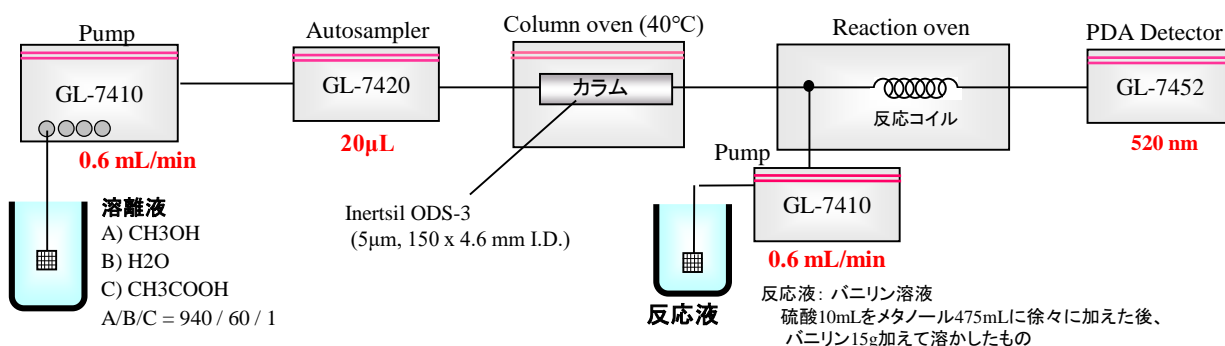 Pump
GL-7410
0.6 mL/min
溶離液
A) CH3OH
B) H2O
C) CH3COOH
A/B/C = 940 / 60 / 1
Autosampler
GL-7420
20μL
Column oven (40°C)
カラム
Inertsil ODS-3
(5μm, 150 x 4.6 mm I.D.)
Reaction oven
反応コイル
Pump
GL-7410
0.6 mL/min
反応液
反応液: バニリン溶液
硫酸10mLをメタノール475mLに徐々に加えた後、
バニリン15g加えて溶かしたもの
PDA Detector
GL-7452
520 nm